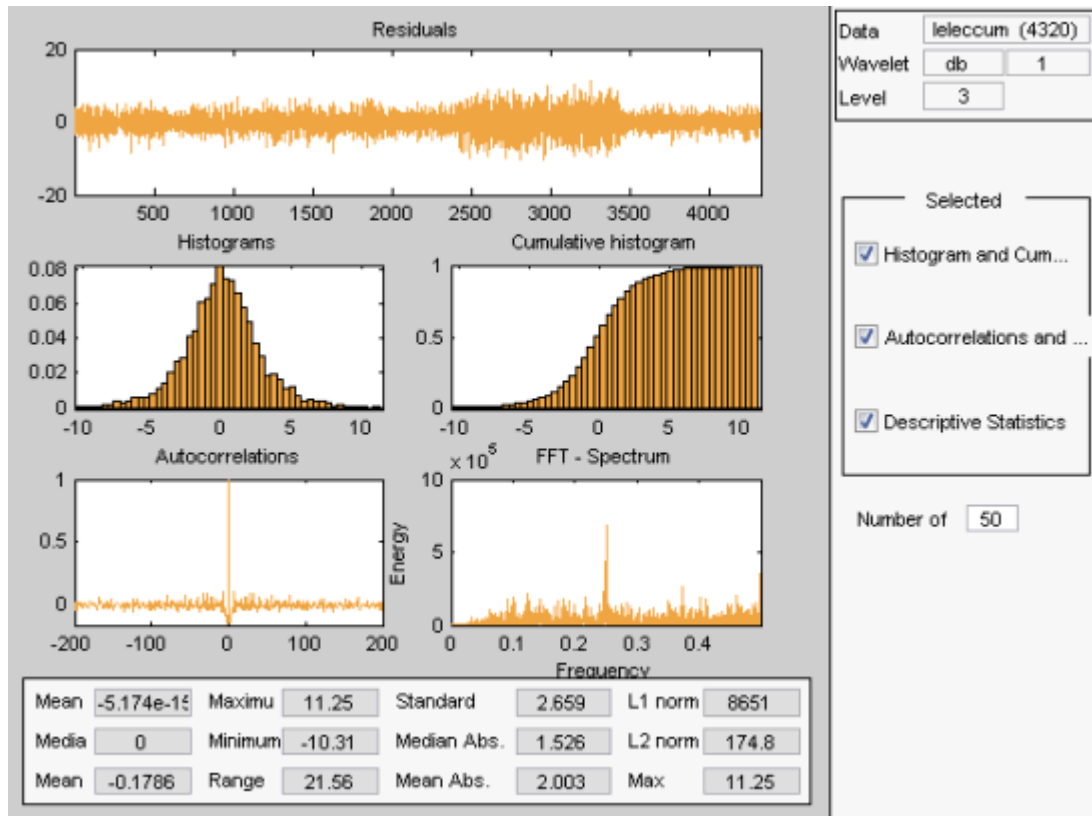 Residuals
20
0
-20
500 1000 1500 2000 2500 3000 3500 4000
Histograms
0.08
0.06
0.04
0.02
0
-10 -5 0 5 10
Cumulative histogram
1
0.5
0
-10 -5 0 5 10
Autocorrelations
1
0.5
0
-200 -100 0 100 200
× 10^5 FFT - Spectrum
10
5
0
Energy
0 0.1 0.2 0.3 0.4
Frequency
Mean -5.174e-15 Maximu 11.25 Standard 2.659 L1 norm 8651
Media 0 Minimum -10.31 Median Abs. 1.526 L2 norm 174.8
Mean -0.1786 Range 21.56 Mean Abs. 2.003 Max 11.25
Data leleccum (4320)
Wavelet db 1
Level 3
Selected
Histogram and Cum...
Autocorrelations and ...
Descriptive Statistics
Number of 50